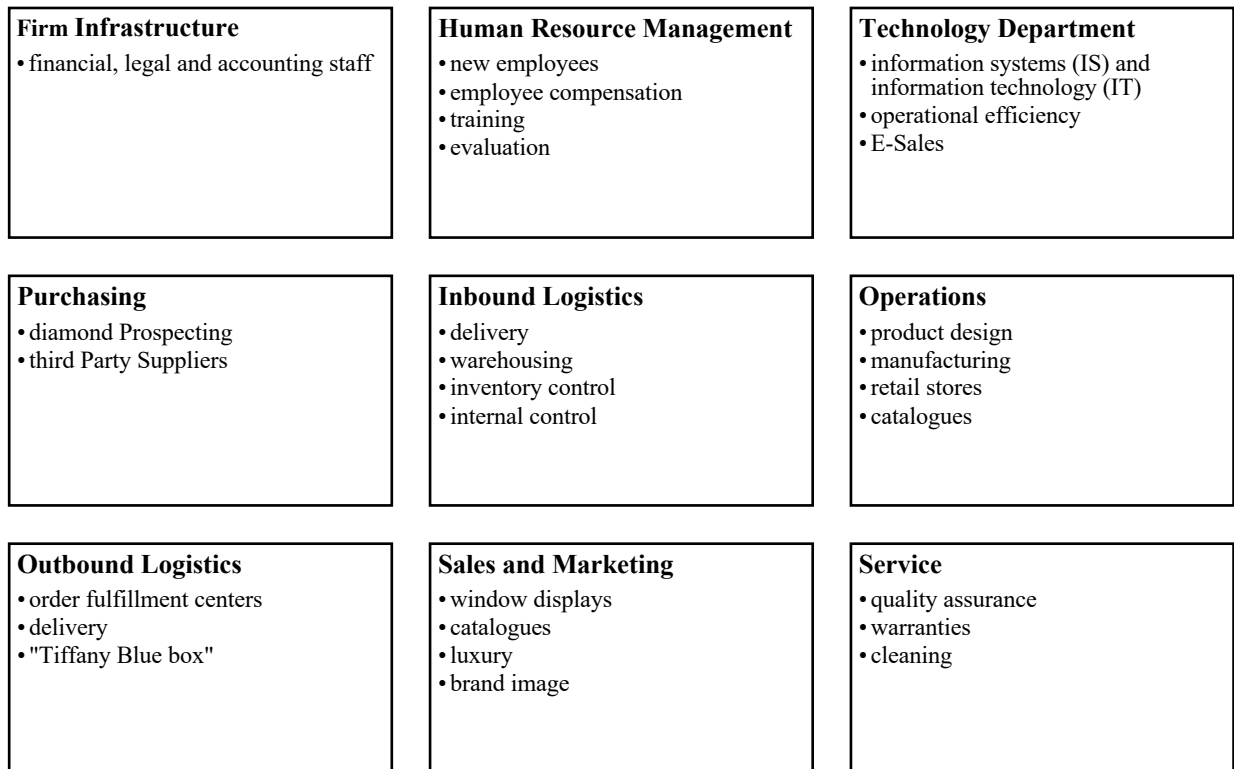 Firm Infrastructure
• financial, legal and accounting staff
Human Resource Management
• new employees
• employee compensation
• training
• evaluation
Technology Department
• information systems (IS) and
information technology (IT)
• operational efficiency
• E-Sales
Purchasing
• diamond Prospecting
• third Party Suppliers
Inbound Logistics
• delivery
• warehousing
• inventory control
• internal control
Operations
• product design
• manufacturing
• retail stores
• catalogues
Outbound Logistics
• order fulfillment centers
• delivery
• "Tiffany Blue box"
Sales and Marketing
• window displays
• catalogues
• luxury
• brand image
Service
• quality assurance
• warranties
• cleaning